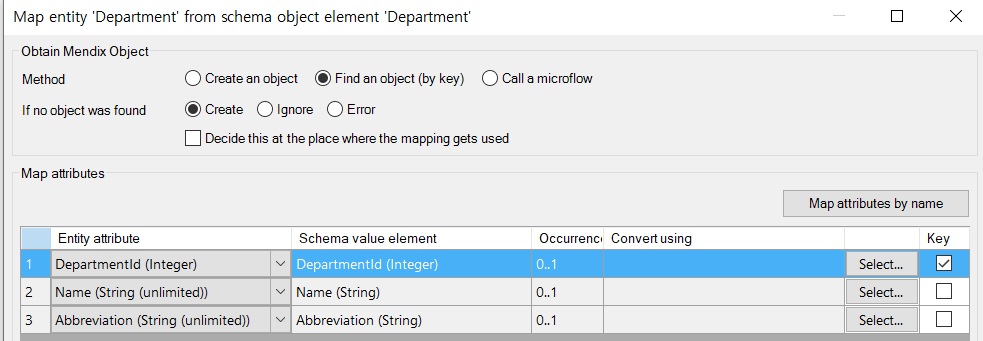 Map entity 'Department' from schema object element 'Department'
Obtain Mendix Object
Method Create an object Find an object (by key) Call a microflow
If no object was found Create Ignore Error
Decide this at the place where the mapping gets used
Map attributes
Map attributes by name
Entity attribute Schema value element Occurrence Convert using Key
1 DepartmentId (Integer) DepartmentId (Integer) 0..1 Select...
2 Name (String (unlimited)) Name (String) 0..1 Select...
3 Abbreviation (String (unlimited)) Abbreviation (String) 0..1 Select...